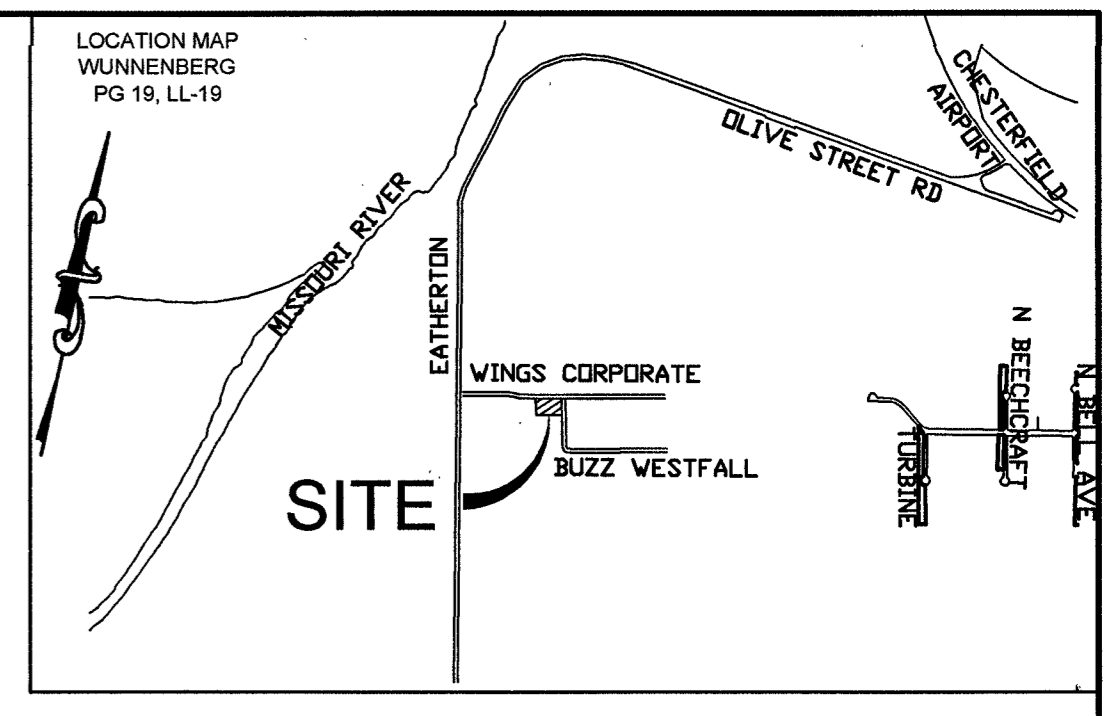 LOCATION MAP
WUNNENBERG
PG 19, LL-19
CHESTERFIELD
AIRPORT
OLIVE STREET RD
MISSOURI RIVER
EATHERTON
N BEECHCRAFT
N BELL AVE
WINGS CORPORATE
BUZZ WESTFALL
TURBINE
SITE